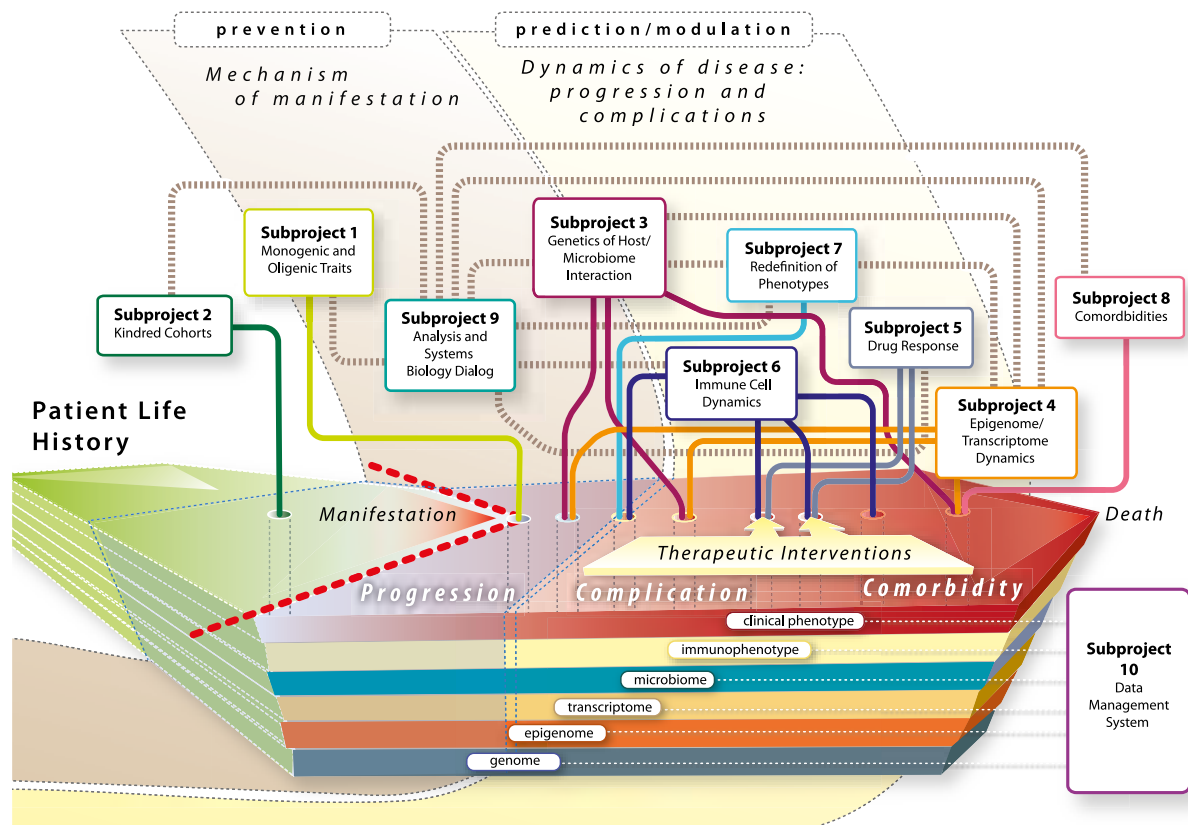 prevention
prediction/modulation
Mechanism
of manifestation
Dynamics of disease:
progression and
complications
Subproject 1
Monogenic and
Oligenic Traits
Subproject 3
Genetics of Host/
Microbiome
Interaction
Subproject 7
Redefinition of
Phenotypes
Subproject 2
Kindred Cohorts
Subproject 9
Analysis and
Systems
Biology Dialog
Subproject 5
Drug Response
Subproject 8
Comordbidities
Subproject 6
Immune Cell
Dynamics
Subproject 4
Epigenome/
Transcriptome
Dynamics
Patient Life
History
Manifestation
Death
Therapeutic Interventions
Progression
Complication
Comorbidity
clinical phenotype
immunophenotype
microbiome
transcriptome
epigenome
genome
Subproject
10
Data
Management
System